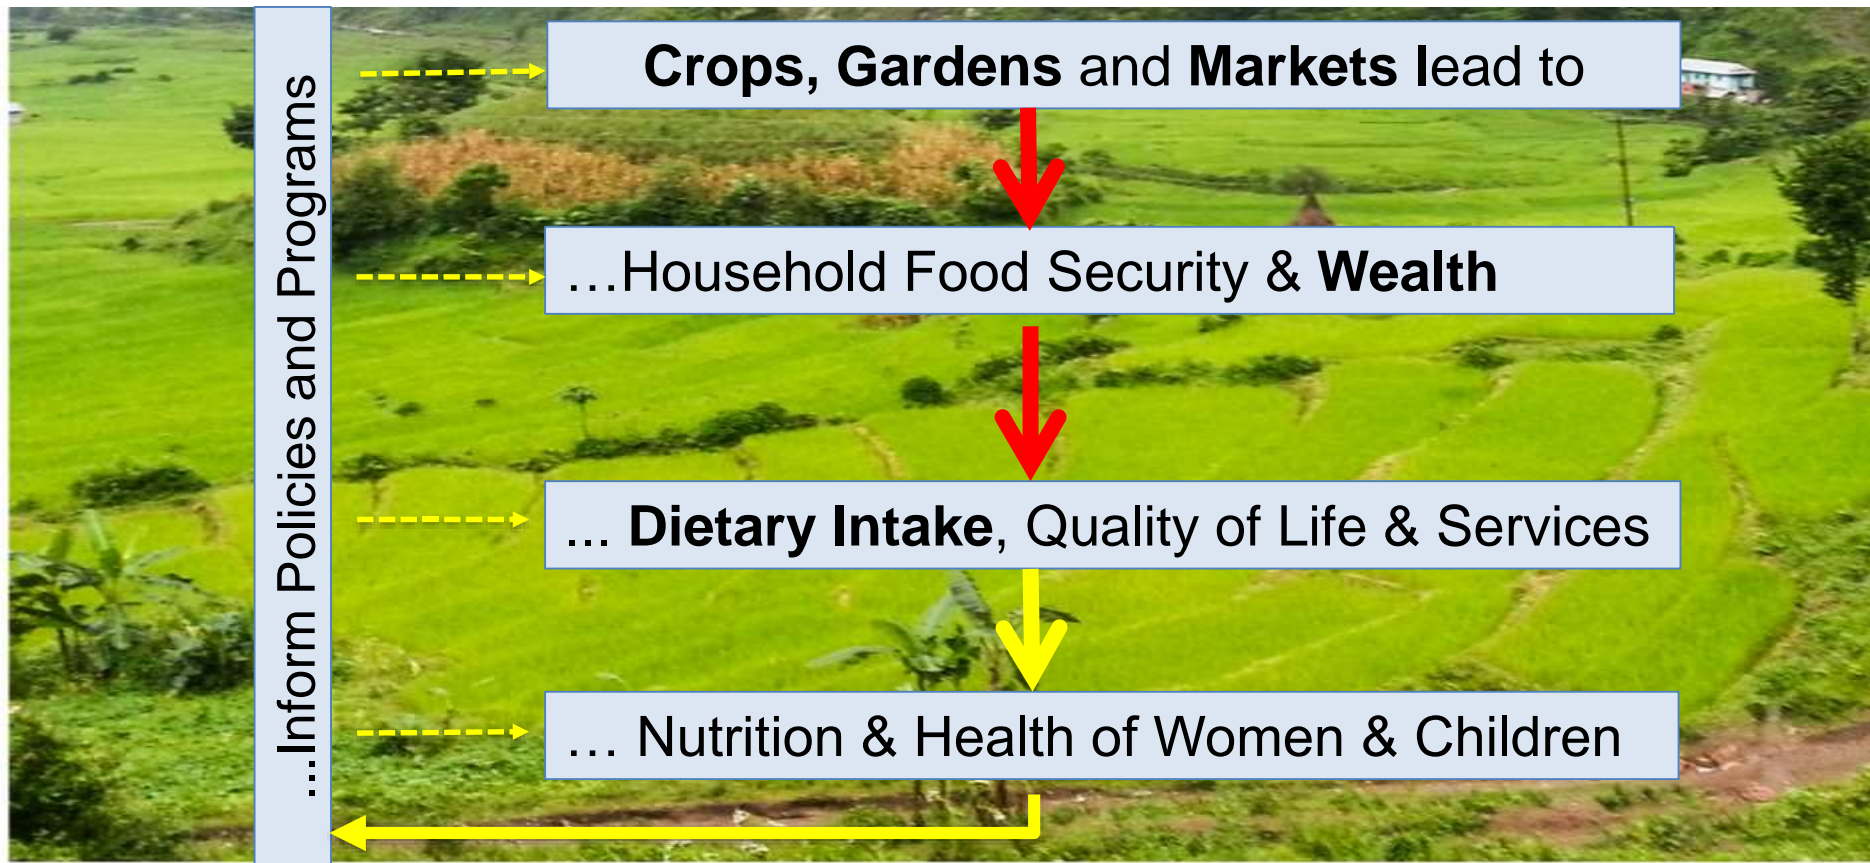 ...Inform Policies and Programs
Crops, Gardens and Markets lead to
…Household Food Security & Wealth
... Dietary Intake, Quality of Life & Services
… Nutrition & Health of Women & Children